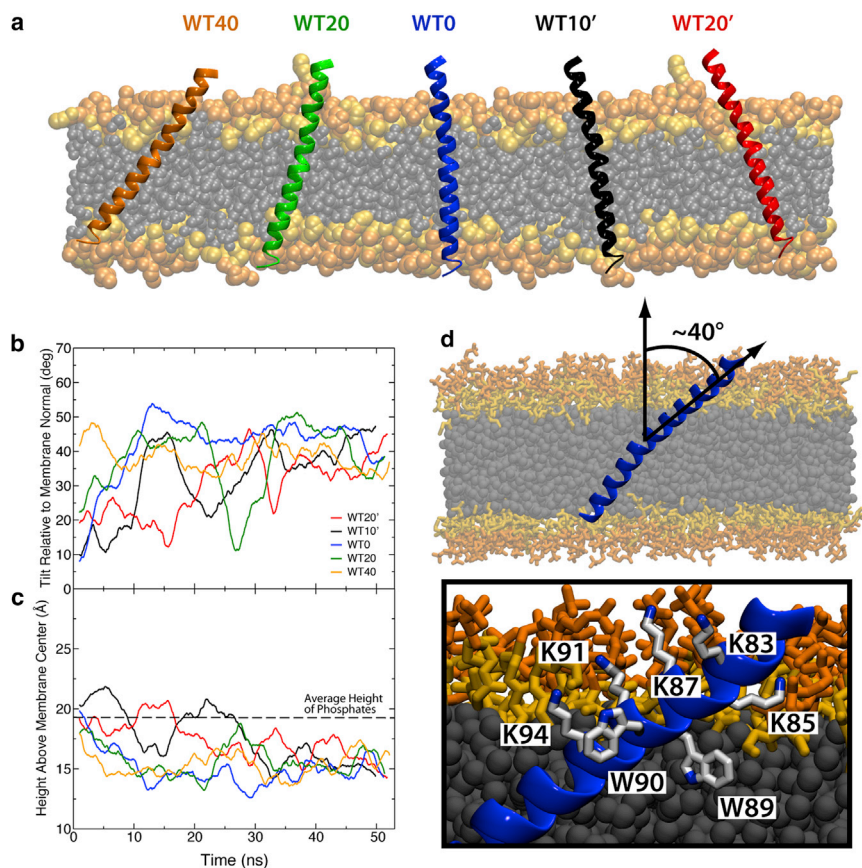 a
WT40 WT20 WT0 WT10’ WT20’
b
Tilt Relative to Membrane Normal (deg)
70
60
50
40
30
20
10
0
WT20’
WT10’
WT0
WT20
WT40
c
Height Above Membrane Center (Å)
25
20
15
10
Average Height
of Phosphates
0 10 20 30 40 50
Time (ns)
d
~40°
K91
K83
K87
K94
K85
W90
W89